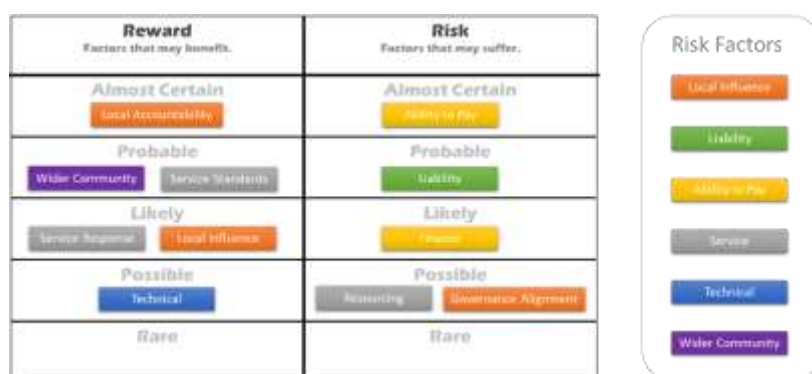 Reward
Factors that may benefit.
Risk
Factors that may suffer.
Almost Certain
Local Accountability
Almost Certain
Ability to Pay
Probable
Wider Community
Service Standards
Probable
Liability
Likely
Service Response
Local Influence
Likely
Finance
Possible
Technical
Possible
Resourcing
Governance Alignment
Rare
Rare
Risk Factors
Local Influence
Liability
Ability to Pay
Service
Technical
Wider Community